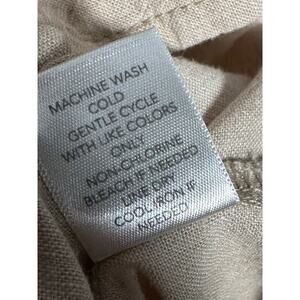 MACHINE WASH
COLD
GENTLE CYCLE
WITH LIKE COLORS
ONLY
NON-CHLORINE
BLEACH IF NEEDED
LINE DRY
COOL IRON IF
NEEDED